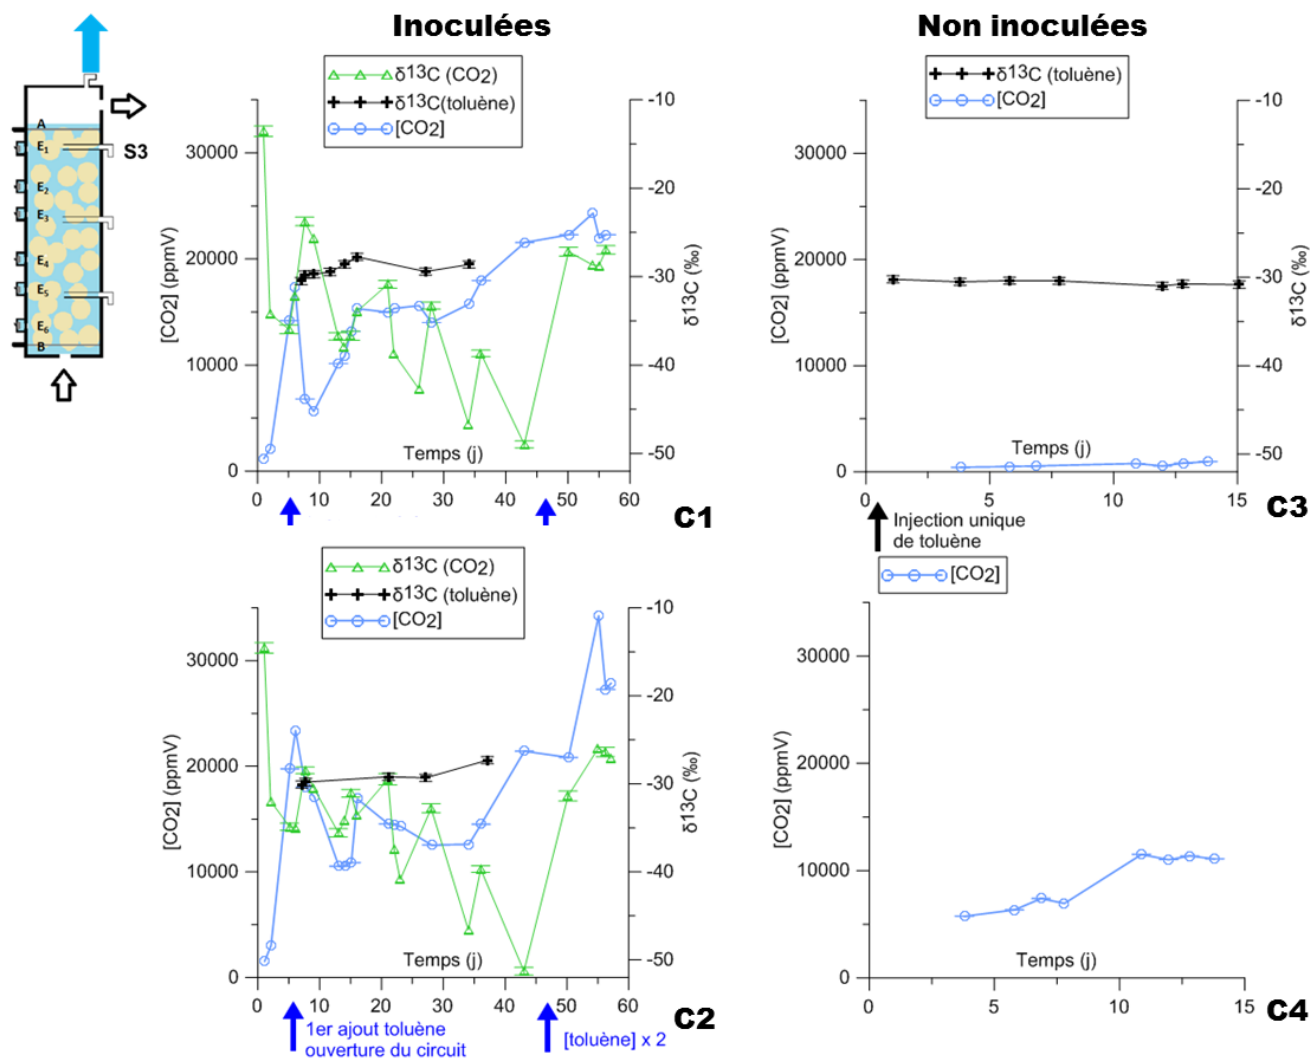 Inoculées
Non inoculées
A
E1
E2
E3
E4
E5
E6
B
S3
δ13C (CO2)
δ13C(toluène)
[CO2]
[CO2] (ppmV)
30000
20000
10000
0
-10
-20
-30
-40
-50
δ13C (‰)
Temps (j)
0 10 20 30 40 50 60
C1
δ13C (toluène)
[CO2]
[CO2] (ppmV)
30000
20000
10000
0
-10
-20
-30
-40
-50
δ13C (‰)
Temps (j)
0 5 10 15
C3
Injection unique
de toluène
δ13C (CO2)
δ13C (toluène)
[CO2]
[CO2] (ppmV)
30000
20000
10000
0
-10
-20
-30
-40
-50
δ13C (‰)
Temps (j)
0 10 20 30 40 50 60
C2
1er ajout toluène
ouverture du circuit
[toluène] x 2
[CO2]
[CO2] (ppmV)
30000
20000
10000
0
Temps (j)
0 5 10 15
C4